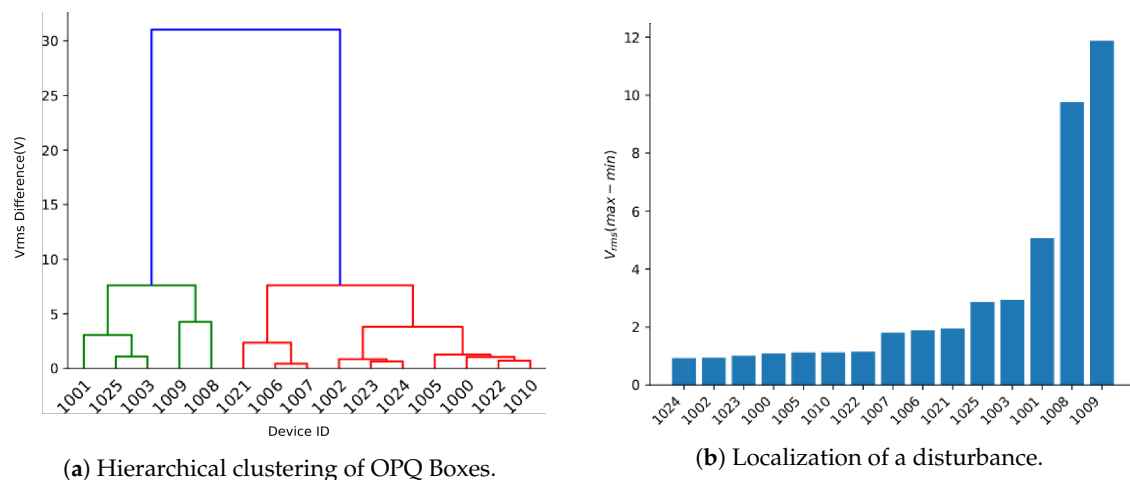 30
25
20
15
10
5
0
Vrms Difference(V)
1001 1025 1003 1009 1008 1021 1006 1007 1002 1023 1024 1005 1000 1022 1010
Device ID
(a) Hierarchical clustering of OPQ Boxes.
12
10
8
6
4
2
0
Vrms(max − min)
1024 1002 1023 1000 1005 1010 1022 1007 1006 1021 1025 1003 1001 1008 1009
(b) Localization of a disturbance.